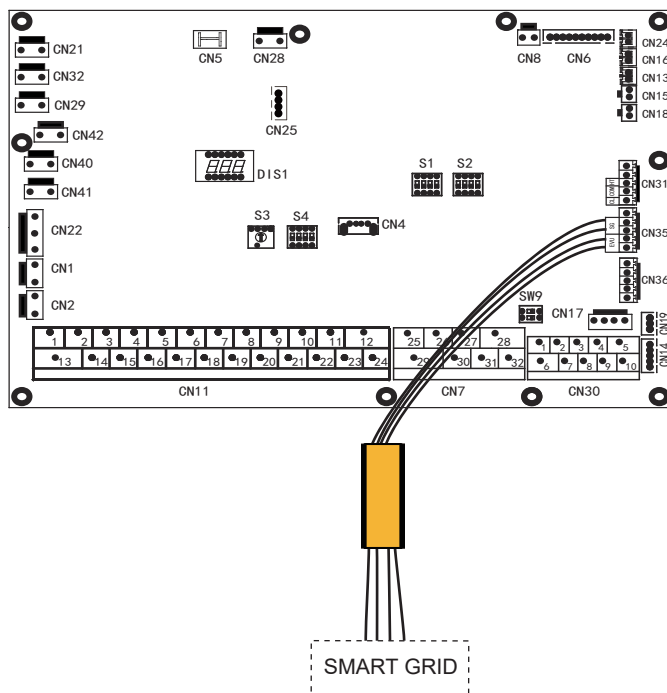 CN21
CN32
CN29
CN42
CN40
CN41
CN22
CN1
CN2
CN5
CN28
CN25
DIS1
S1 S2
S3 S4
CN4
CN8 CN6
CN24
CN16
CN13
CN15
CN18
CN31
SG
EVU
CN35
CN36
SW9
CN17
CN19
CN14
1 2 3 4 5 6 7 8 9 10 11 12
13 14 15 16 17 18 19 20 21 22 23 24
CN11
25 26 27 28
29 30 31 32
CN7
1 2 3 4 5
6 7 8 9 10
CN30
SMART GRID